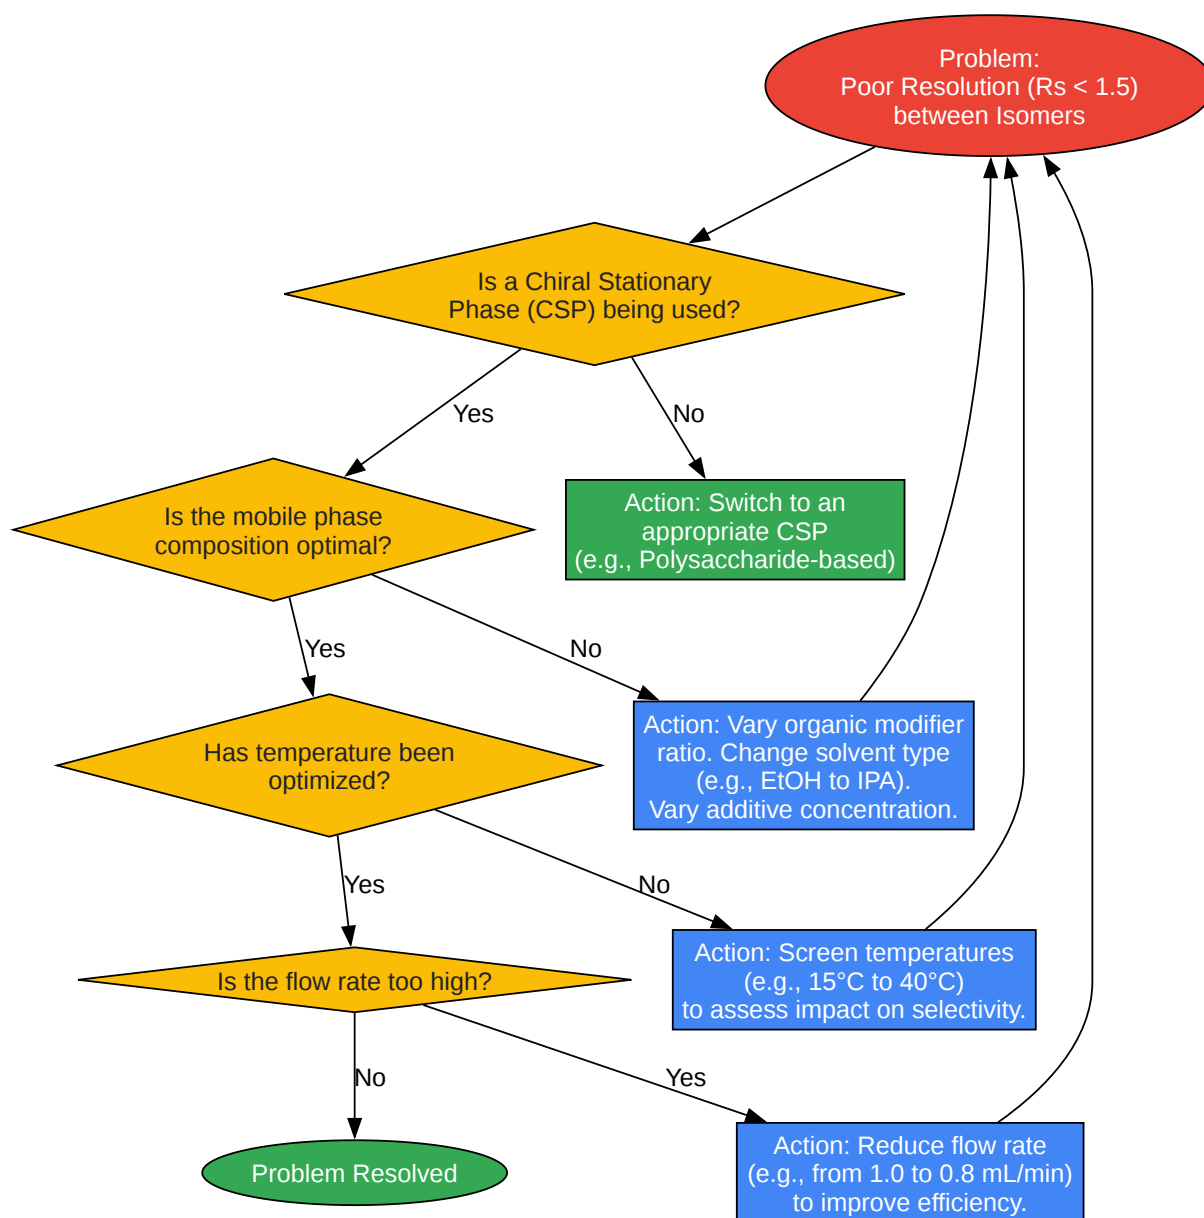 Problem:
Poor Resolution (Rs < 1.5)
between Isomers
Is a Chiral Stationary
Phase (CSP) being used?
Yes
No
Is the mobile phase
composition optimal?
Action: Switch to an
appropriate CSP
(e.g., Polysaccharide-based)
Yes
No
Has temperature been
optimized?
Action: Vary organic modifier
ratio. Change solvent type
(e.g., EtOH to IPA).
Vary additive concentration.
Yes
No
Is the flow rate too high?
Action: Screen temperatures
(e.g., 15°C to 40°C)
to assess impact on selectivity.
No
Yes
Problem Resolved
Action: Reduce flow rate
(e.g., from 1.0 to 0.8 mL/min)
to improve efficiency.